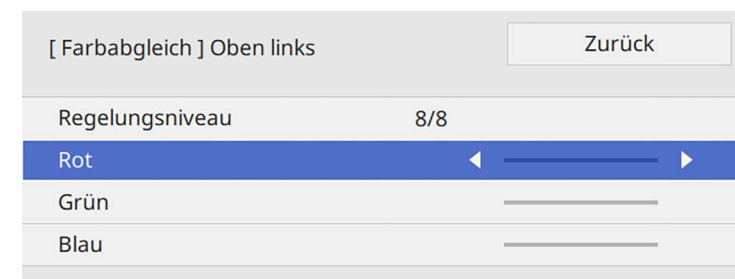 [ Farbabgleich ] Oben links
Zurück
Regelungsniveau 8/8
Rot
Grün
Blau